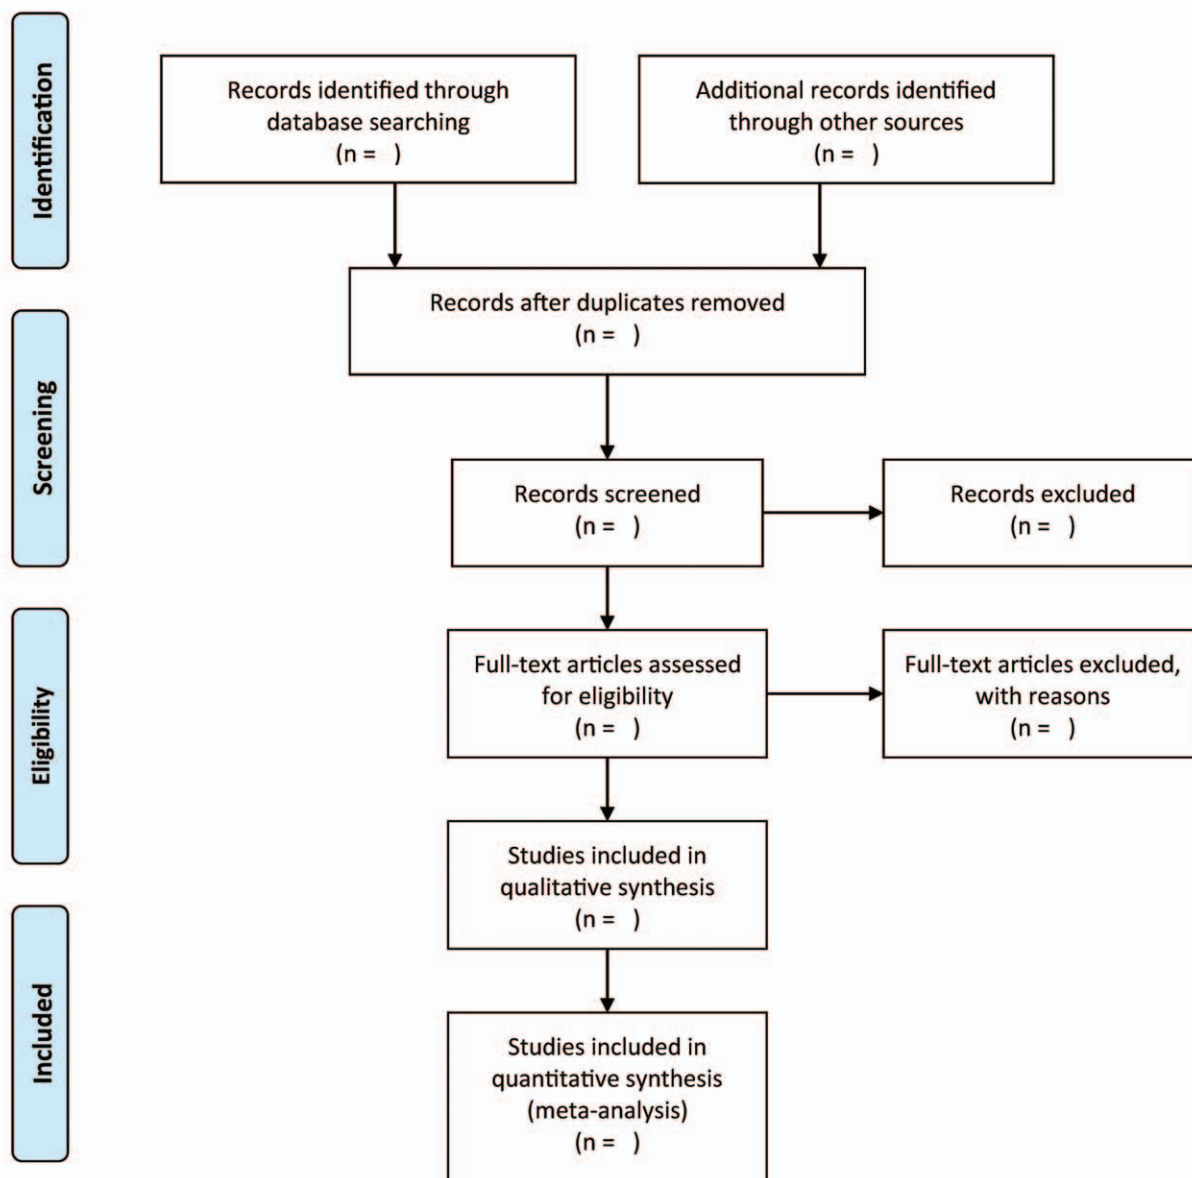 Identification
Records identified through
database searching
(n =   )
Additional records identified
through other sources
(n =   )
Records after duplicates removed
(n =   )
Screening
Records screened
(n =   )
Records excluded
(n =   )
Eligibility
Full-text articles assessed
for eligibility
(n =   )
Full-text articles excluded,
with reasons
(n =   )
Studies included in
qualitative synthesis
(n =   )
Included
Studies included in
quantitative synthesis
(meta-analysis)
(n =   )